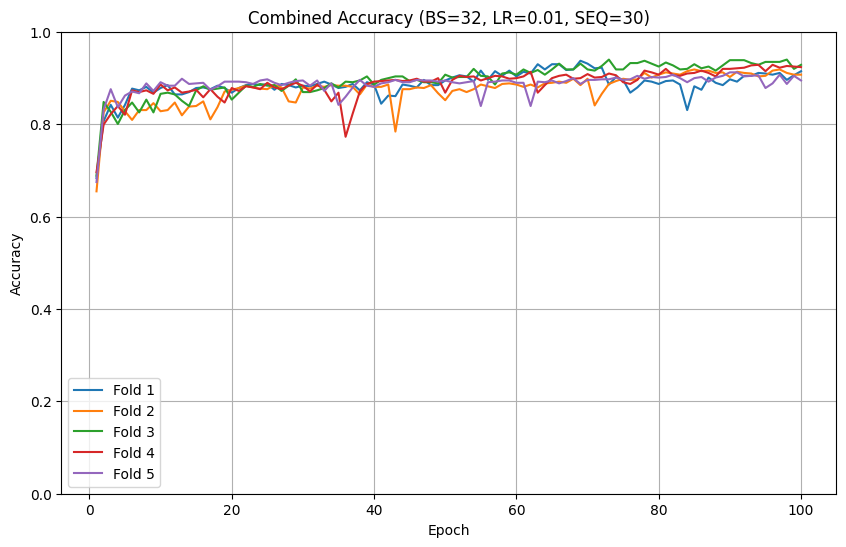 Combined Accuracy (BS=32, LR=0.01, SEQ=30)
1.0
0.8
0.6
0.4
0.2
0.0
Accuracy
Fold 1
Fold 2
Fold 3
Fold 4
Fold 5
0 20 40 60 80 100
Epoch